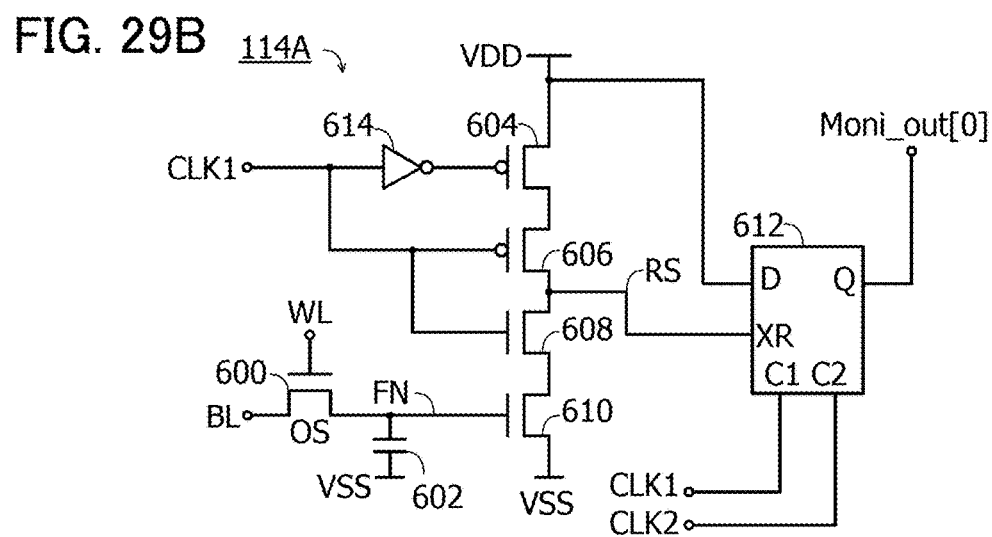 FIG. 29B
114A
VDD
614
604
Moni_out[0]
CLK1
612
606
RS
D
Q
WL
608
XR
600
C1 C2
FN
BL
OS
610
VSS
602
VSS
CLK1
CLK2